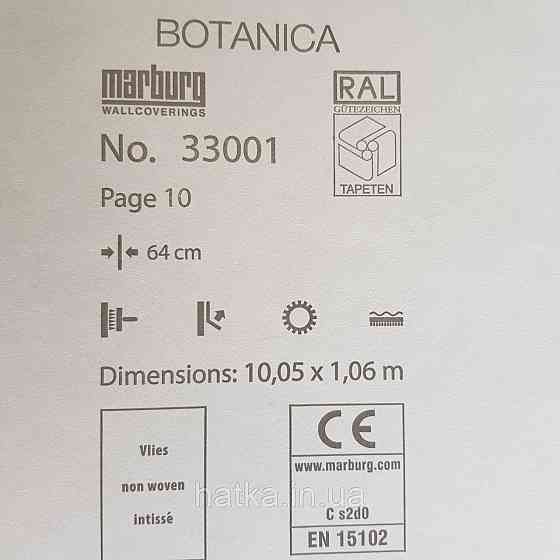 BOTANICA
marburg
WALLCOVERINGS
RAL
GÜTEZEICHEN
TAPETEN
No. 33001
Page 10
64 cm
Dimensions: 10,05 x 1,06 m
Vlies
non woven
intissé
CE
www.marburg.com
C s2d0
EN 15102
hatka.in.ua